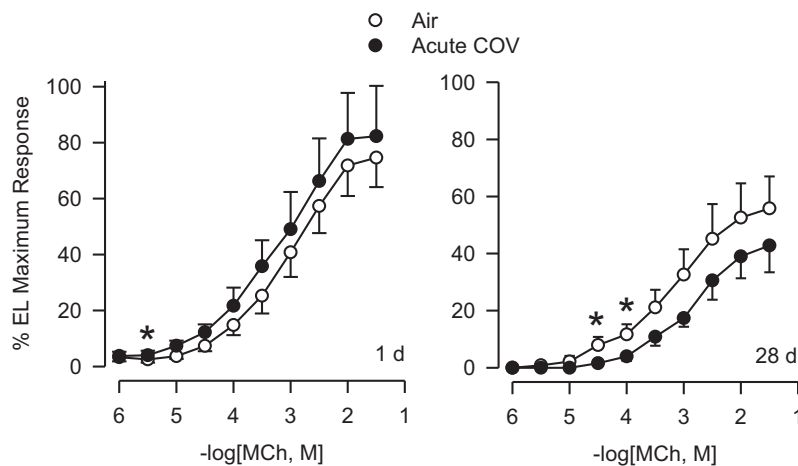 Air
Acute COV
% EL Maximum Response
100
80
60
40
20
0
*
1 d
6 5 4 3 2 1
-log[MCh, M]
100
80
60
40
20
0
* *
28 d
6 5 4 3 2 1
-log[MCh, M]